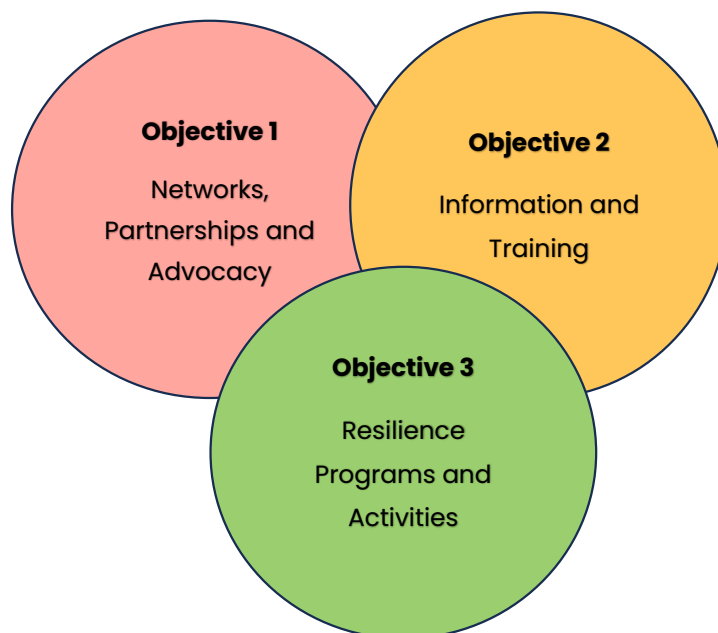 Objective 1
Networks,
Partnerships and
Advocacy
Objective 2
Information and
Training
Objective 3
Resilience
Programs and
Activities